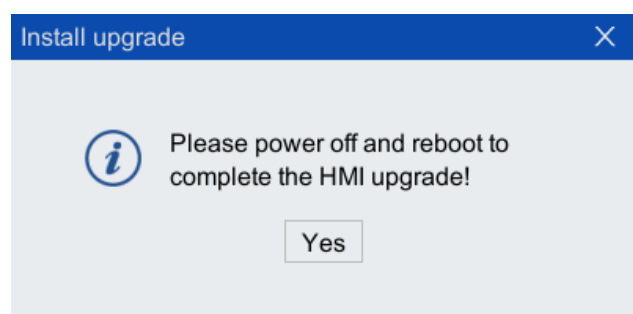 Install upgrade
Please power off and reboot to
complete the HMI upgrade!
Yes